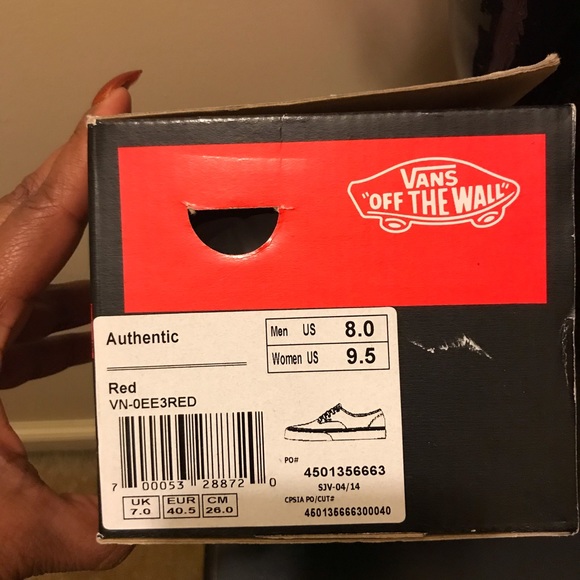 VANS
"OFF THE WALL"
Authentic
Men US 8.0
Women US 9.5
Red
VN-0EE3RED
7 00053 28872 0
PO#
4501356663
SJV-04/14
CPSIA PO/CUT#
450135666300040
UK EUR CM
7.0 40.5 26.0